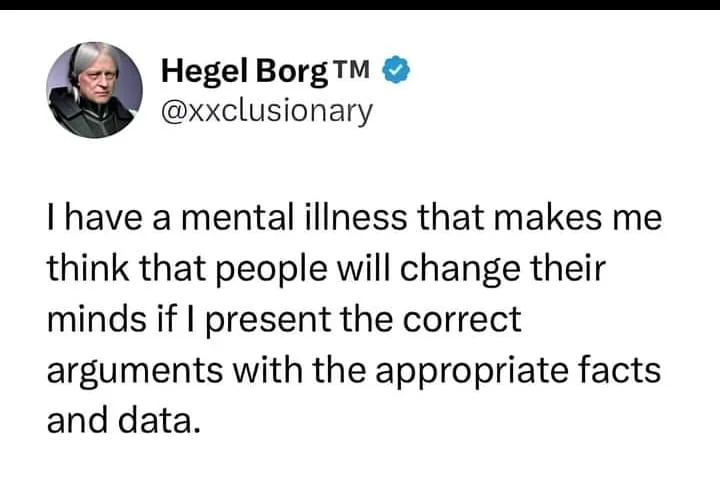 Hegel Borg™
@xxclusionary
I have a mental illness that makes me
think that people will change their
minds if I present the correct
arguments with the appropriate facts
and data.